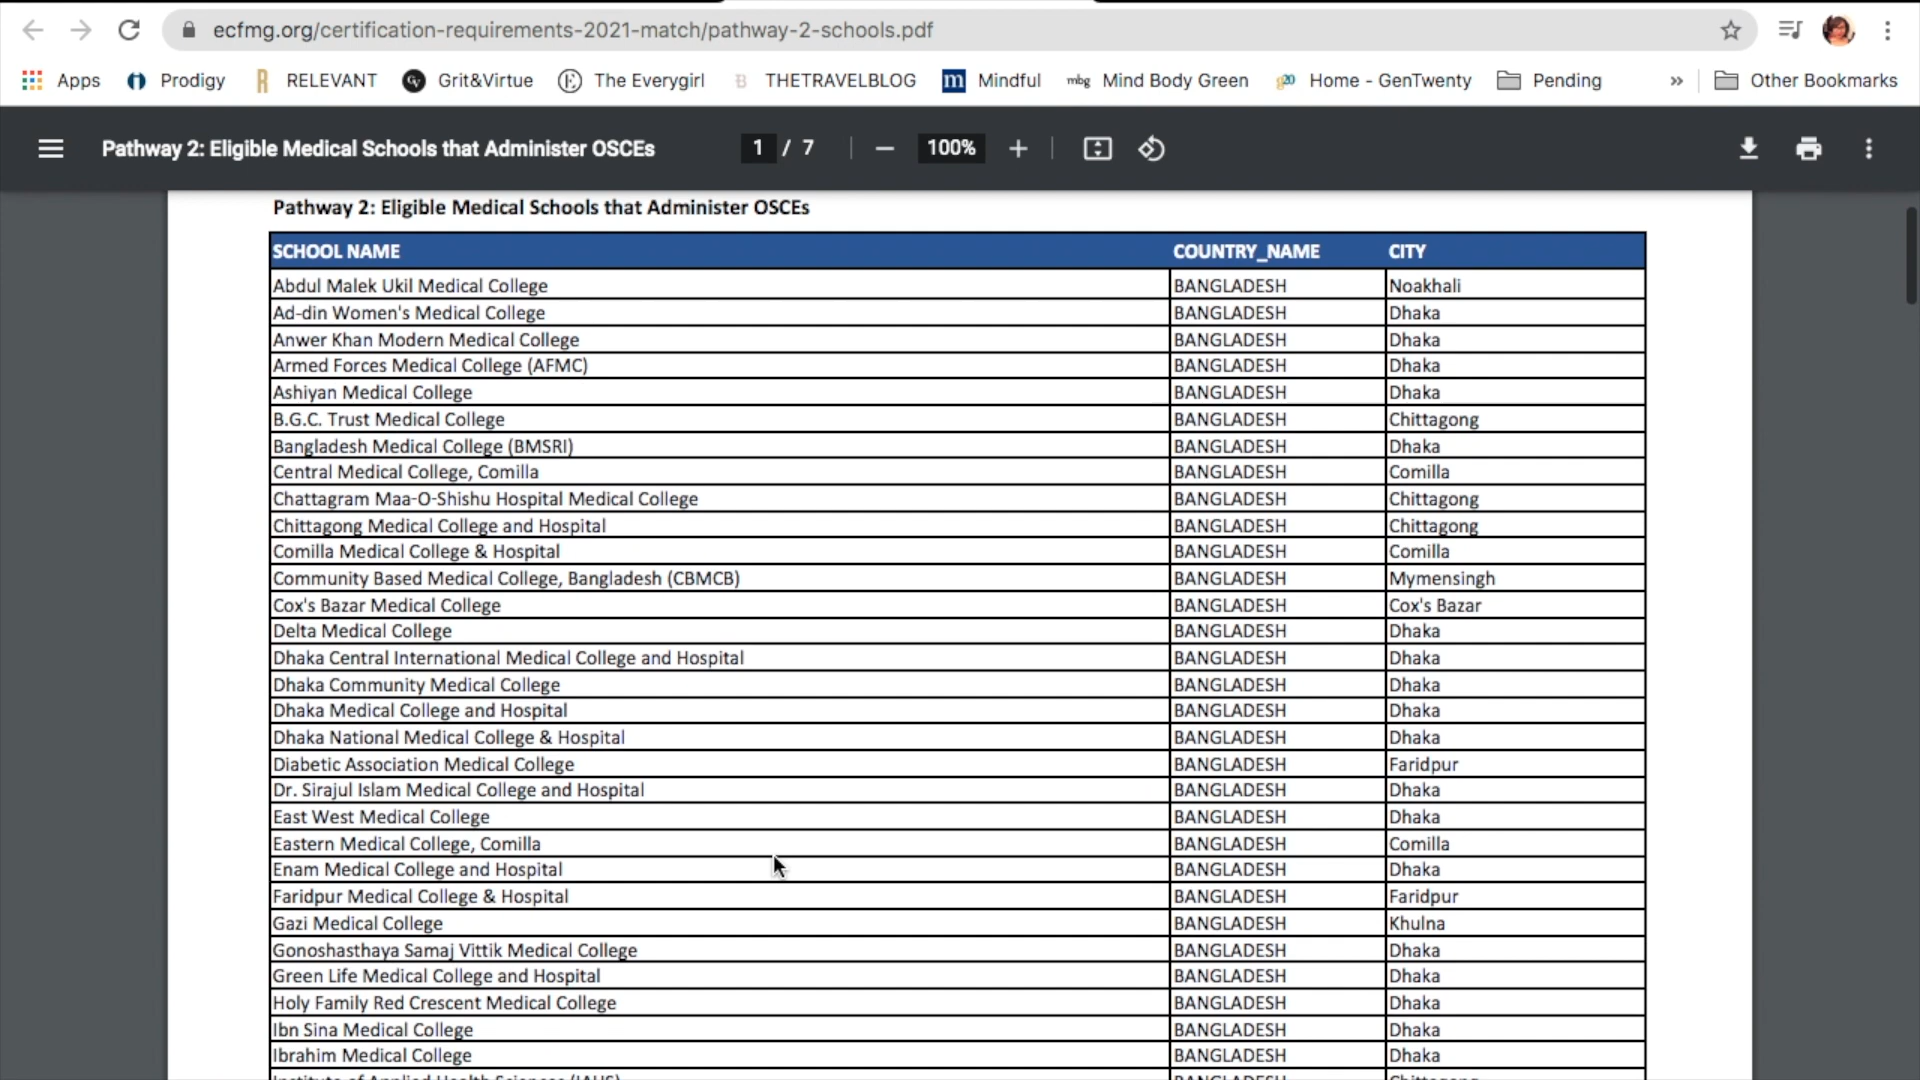 ecfmg.org/certification-requirements-2021-match/pathway-2-schools.pdf
Apps Prodigy RELEVANT Grit&Virtue The Everygirl THETRAVELBLOG Mindful mbg Mind Body Green g20 Home - GenTwenty Pending » Other Bookmarks
Pathway 2: Eligible Medical Schools that Administer OSCEs 1 / 7 100%
Pathway 2: Eligible Medical Schools that Administer OSCEs
SCHOOL NAME COUNTRY_NAME CITY
Abdul Malek Ukil Medical College BANGLADESH Noakhali
Ad-din Women's Medical College BANGLADESH Dhaka
Anwer Khan Modern Medical College BANGLADESH Dhaka
Armed Forces Medical College (AFMC) BANGLADESH Dhaka
Ashiyan Medical College BANGLADESH Dhaka
B.G.C. Trust Medical College BANGLADESH Chittagong
Bangladesh Medical College (BMSRI) BANGLADESH Dhaka
Central Medical College, Comilla BANGLADESH Comilla
Chattagram Maa-O-Shishu Hospital Medical College BANGLADESH Chittagong
Chittagong Medical College and Hospital BANGLADESH Chittagong
Comilla Medical College & Hospital BANGLADESH Comilla
Community Based Medical College, Bangladesh (CBMCB) BANGLADESH Mymensingh
Cox's Bazar Medical College BANGLADESH Cox's Bazar
Delta Medical College BANGLADESH Dhaka
Dhaka Central International Medical College and Hospital BANGLADESH Dhaka
Dhaka Community Medical College BANGLADESH Dhaka
Dhaka Medical College and Hospital BANGLADESH Dhaka
Dhaka National Medical College & Hospital BANGLADESH Dhaka
Diabetic Association Medical College BANGLADESH Faridpur
Dr. Sirajul Islam Medical College and Hospital BANGLADESH Dhaka
East West Medical College BANGLADESH Dhaka
Eastern Medical College, Comilla BANGLADESH Comilla
Enam Medical College and Hospital BANGLADESH Dhaka
Faridpur Medical College & Hospital BANGLADESH Faridpur
Gazi Medical College BANGLADESH Khulna
Gonoshasthaya Samaj Vittik Medical College BANGLADESH Dhaka
Green Life Medical College and Hospital BANGLADESH Dhaka
Holy Family Red Crescent Medical College BANGLADESH Dhaka
Ibn Sina Medical College BANGLADESH Dhaka
Ibrahim Medical College BANGLADESH Dhaka